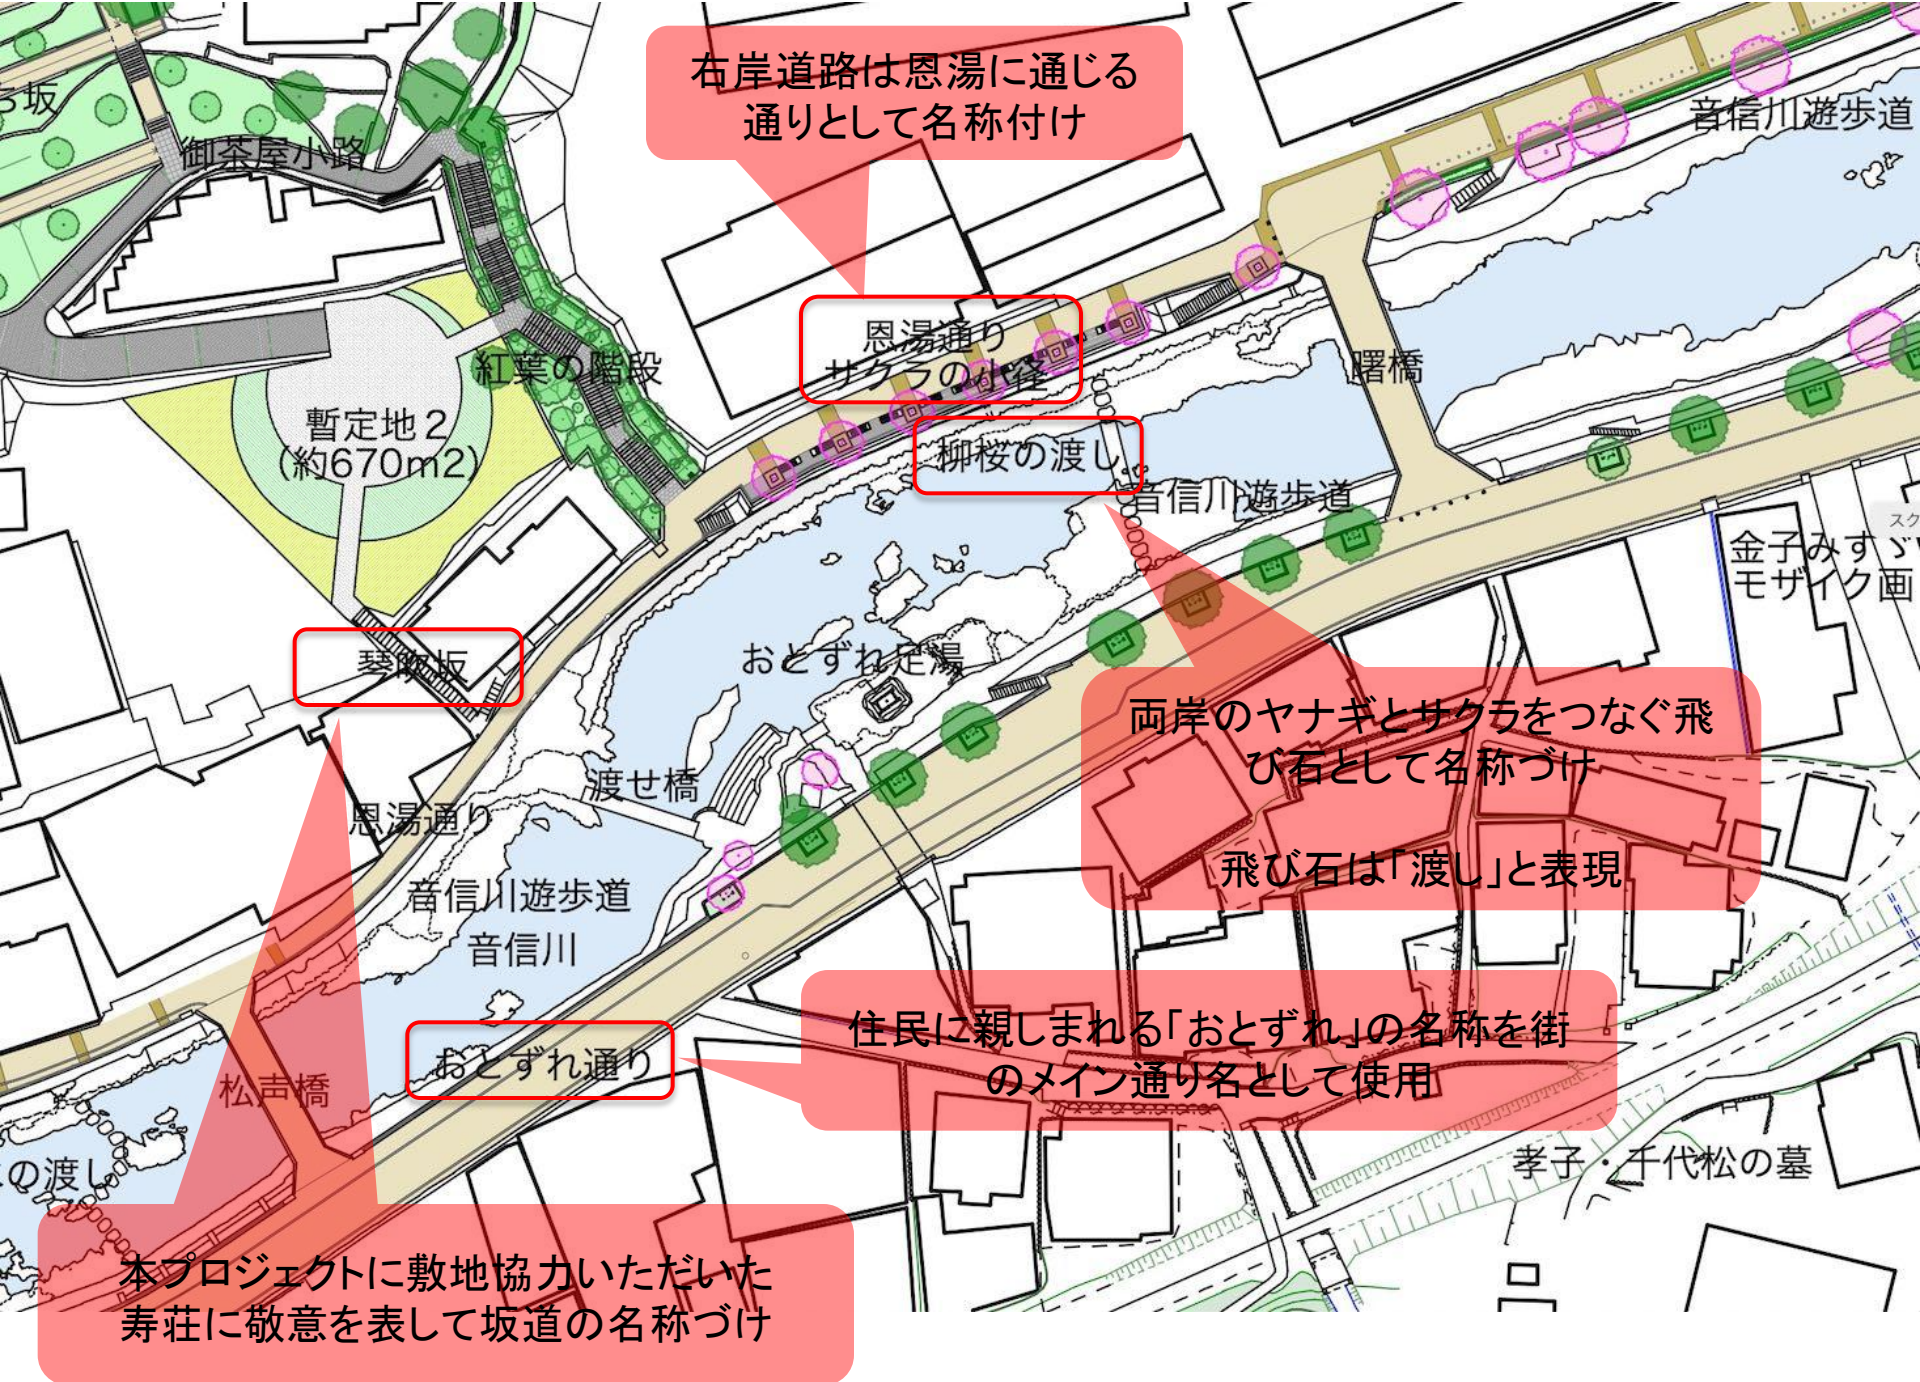 右岸道路は恩湯に通じる
通りとして名称付け
ち坂
音信川遊歩道
御茶屋小路
恩湯通り
サクラの小径
紅葉の階段
曙橋
暫定地２
(約670m2)
柳桜の渡し
音信川遊歩道
スク
金子みすゞ
モザイク画
琴吹坂
おとずれ足湯
両岸のヤナギとサクラをつなぐ飛
び石として名称づけ
飛び石は「渡し」と表現
渡せ橋
恩湯通り
音信川遊歩道
音信川
住民に親しまれる「おとずれ」の名称を街
のメイン通り名として使用
おとずれ通り
松声橋
の渡し
孝子・千代松の墓
本プロジェクトに敷地協力いただいた
寿荘に敬意を表して坂道の名称づけ